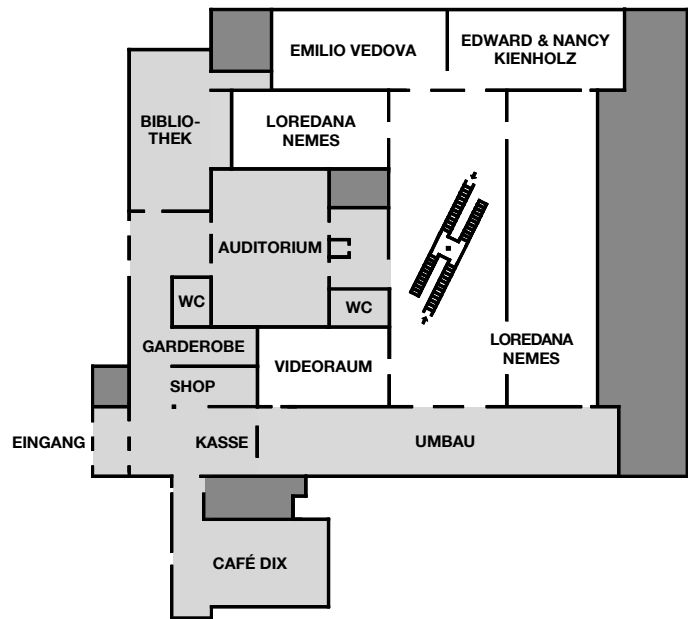 EMILIO VEDOVA
EDWARD & NANCY
KIENHOLZ
BIBLIO-
THEK
LOREDANA
NEMES
AUDITORIUM
WC
WC
GARDEROBE
VIDEORAUM
LOREDANA
NEMES
SHOP
EINGANG
KASSE
UMBAU
CAFÉ DIX